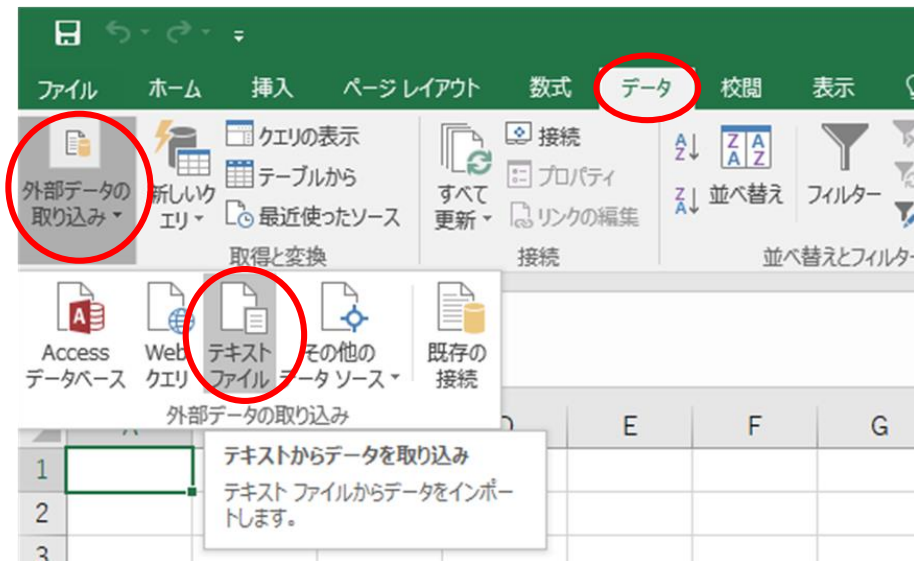 ファイル ホーム 挿入 ページ レイアウト 数式 データ 校閲 表示
外部データの
取り込み
新しいク
エリ
クエリの表示
テーブルから
最近使ったソース
取得と変換
すべて
更新
接続
プロパティ
リンクの編集
接続
並べ替え
フィルター
並べ替えとフィルター
Access
データベース
Web
クエリ
テキスト
ファイル
その他の
データ ソース
既存の
接続
外部データの取り込み
E F G
テキストからデータを取り込み
テキスト ファイルからデータをインポー
トします。
1
2
3